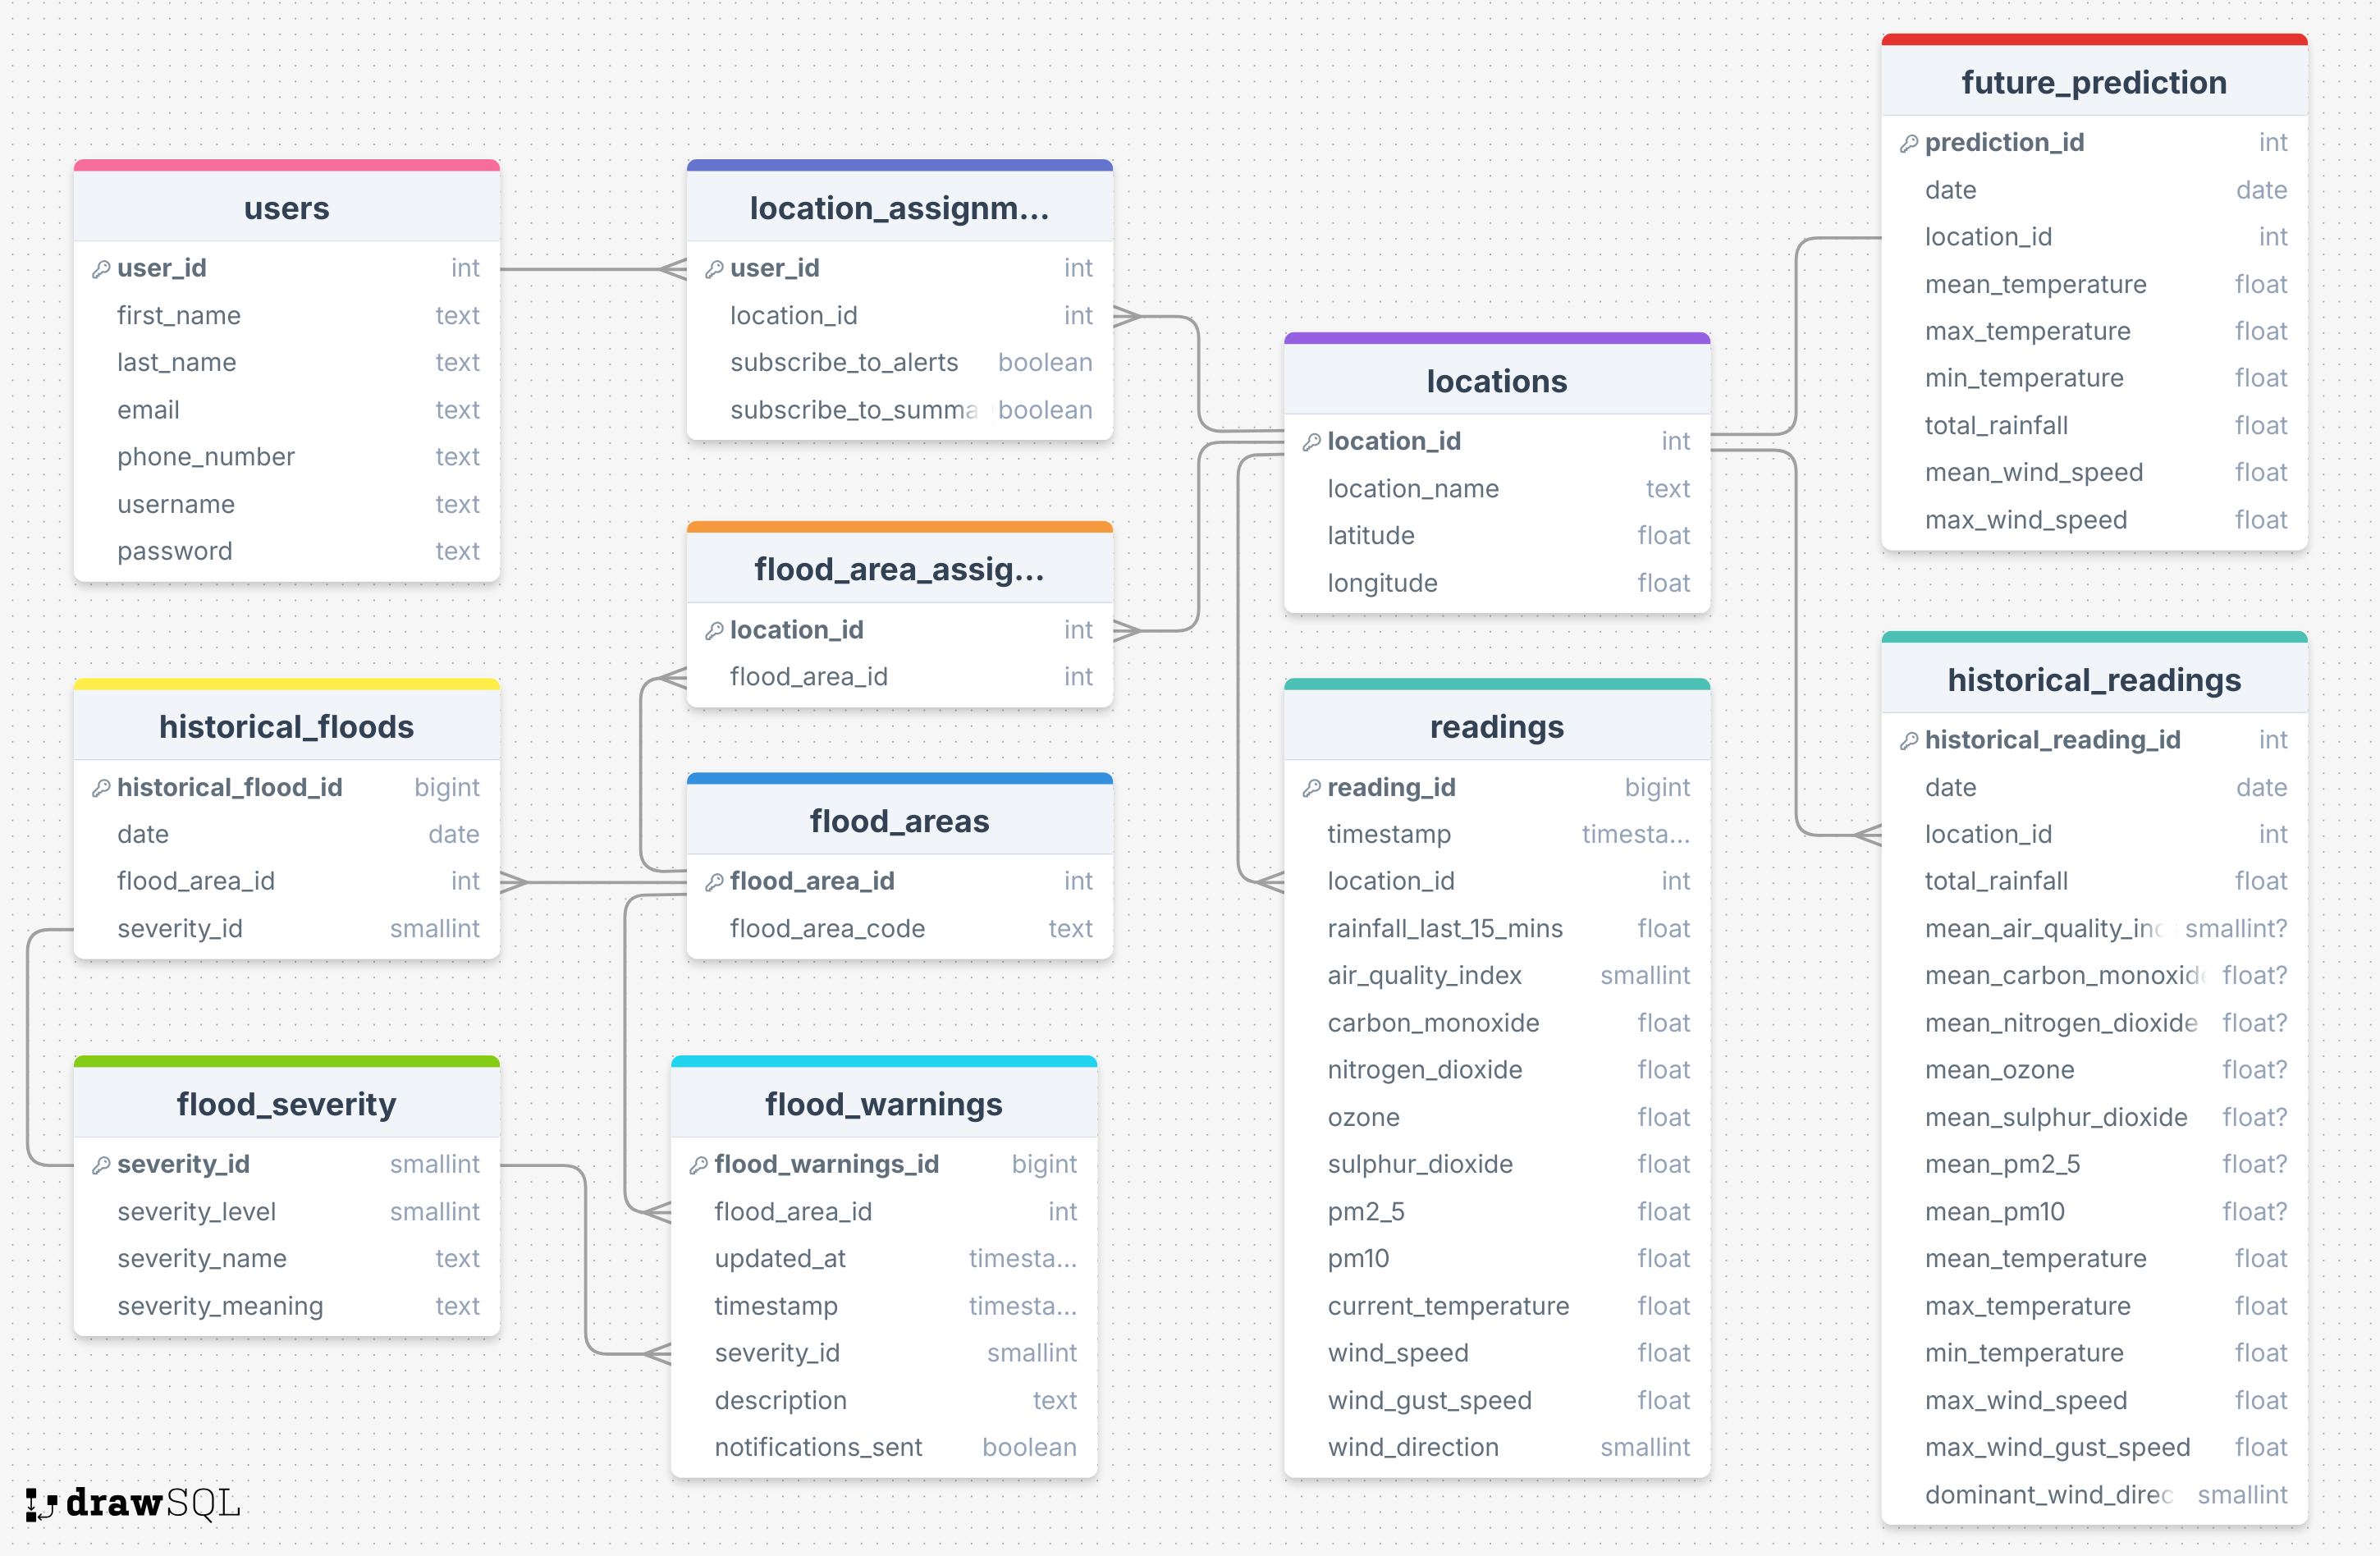 users
user_id int
first_name text
last_name text
email text
phone_number text
username text
password text
location_assignm...
user_id int
location_id int
subscribe_to_alerts boolean
subscribe_to_summa boolean
flood_area_assig...
location_id int
flood_area_id int
historical_floods
historical_flood_id bigint
date date
flood_area_id int
severity_id smallint
flood_areas
flood_area_id int
flood_area_code text
flood_severity
severity_id smallint
severity_level smallint
severity_name text
severity_meaning text
flood_warnings
flood_warnings_id bigint
flood_area_id int
updated_at timesta...
timestamp timesta...
severity_id smallint
description text
notifications_sent boolean
locations
location_id int
location_name text
latitude float
longitude float
readings
reading_id bigint
timestamp timesta...
location_id int
rainfall_last_15_mins float
air_quality_index smallint
carbon_monoxide float
nitrogen_dioxide float
ozone float
sulphur_dioxide float
pm2_5 float
pm10 float
current_temperature float
wind_speed float
wind_gust_speed float
wind_direction smallint
future_prediction
prediction_id int
date date
location_id int
mean_temperature float
max_temperature float
min_temperature float
total_rainfall float
mean_wind_speed float
max_wind_speed float
historical_readings
historical_reading_id int
date date
location_id int
total_rainfall float
mean_air_quality_inc smallint?
mean_carbon_monoxide float?
mean_nitrogen_dioxide float?
mean_ozone float?
mean_sulphur_dioxide float?
mean_pm2_5 float?
mean_pm10 float?
mean_temperature float
max_temperature float
min_temperature float
max_wind_speed float
max_wind_gust_speed float
dominant_wind_direc smallint
drawSQL